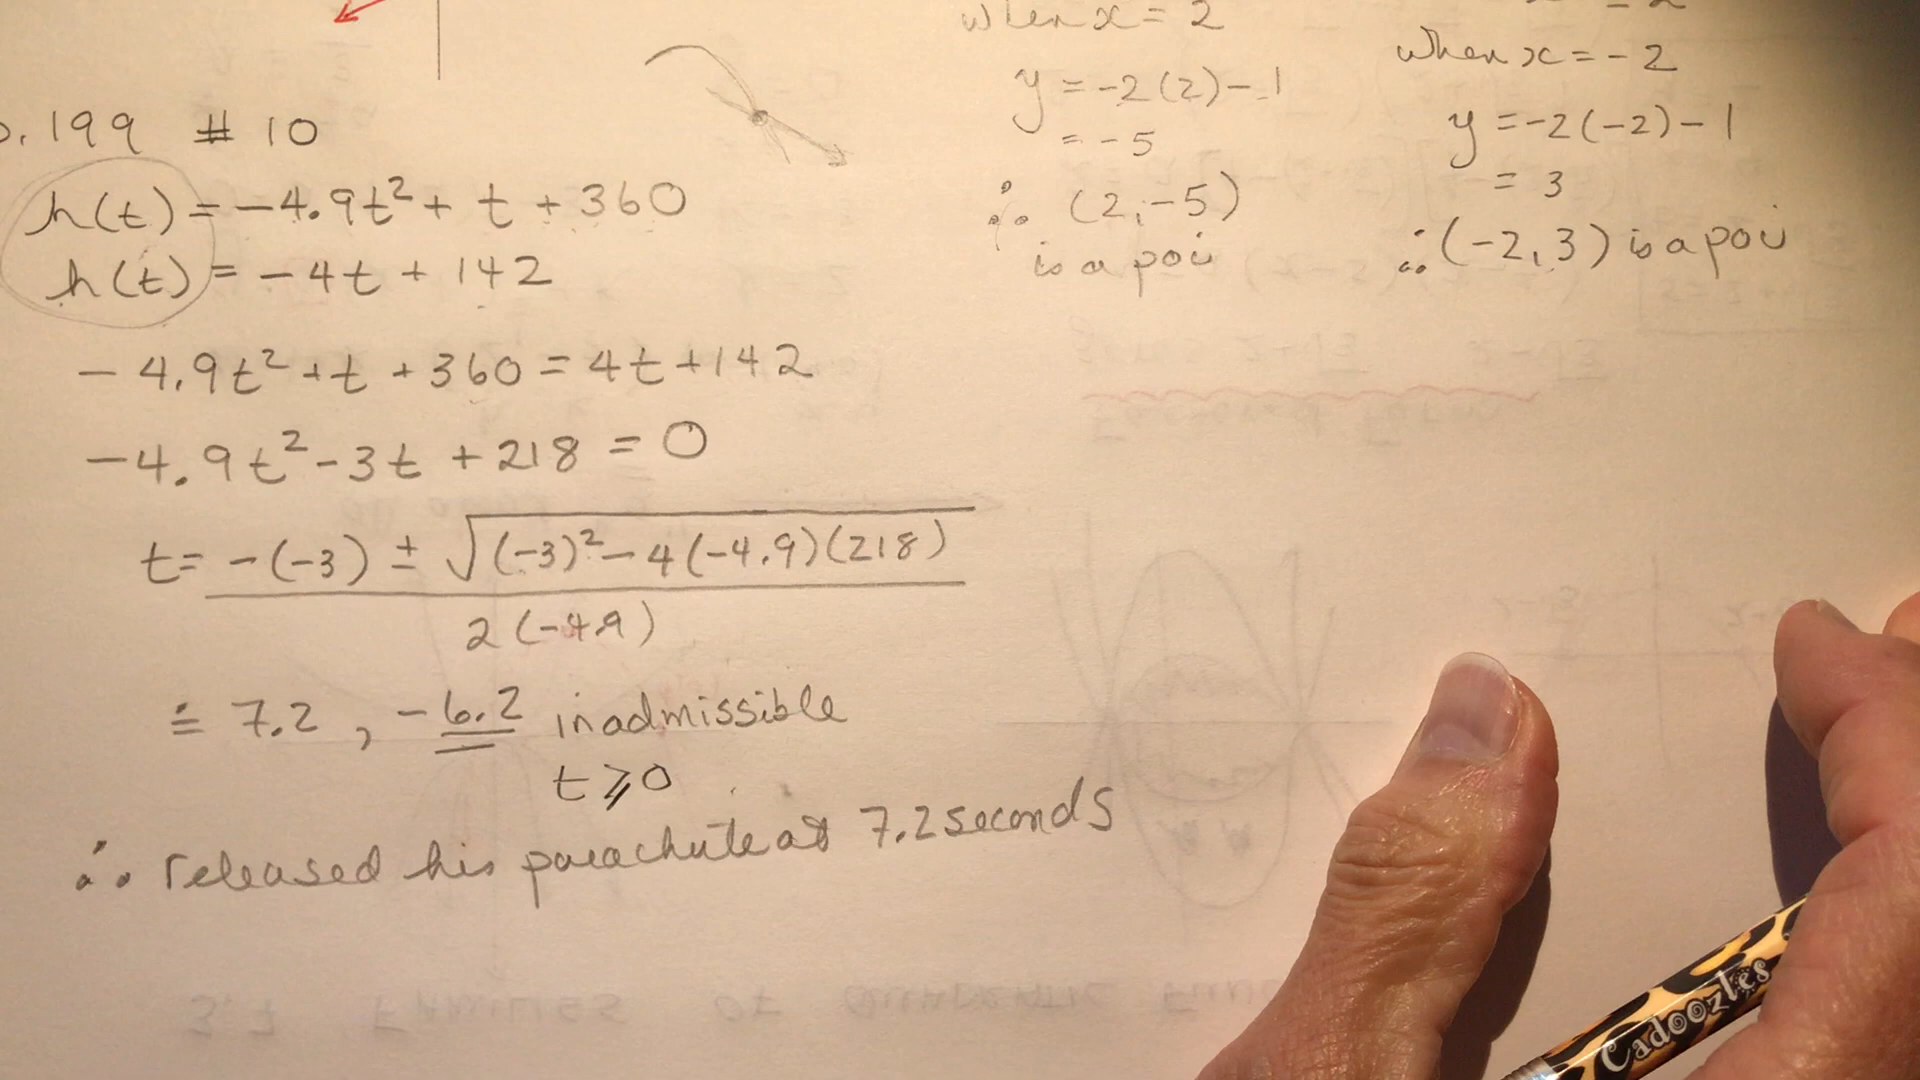 p. 199 # 10
h(t) = -4.9t² + t + 360
h(t) = -4t + 142
-4.9t² + t + 360 = 4t + 142
-4.9t² - 3t + 218 = 0
t = -(-3) ± √(-3)² - 4(-4.9)(218)
2(-4.9)
≐ 7.2 , -6.2 inadmissible
t ⩾ 0
∴ released his parachute at 7.2 seconds
when x = 2
y = -2(2) - 1
= -5
∴ (2, -5)
is a poi
when x = -2
y = -2(-2) - 1
= 3
∴ (-2, 3) is a poi
Cadoozles